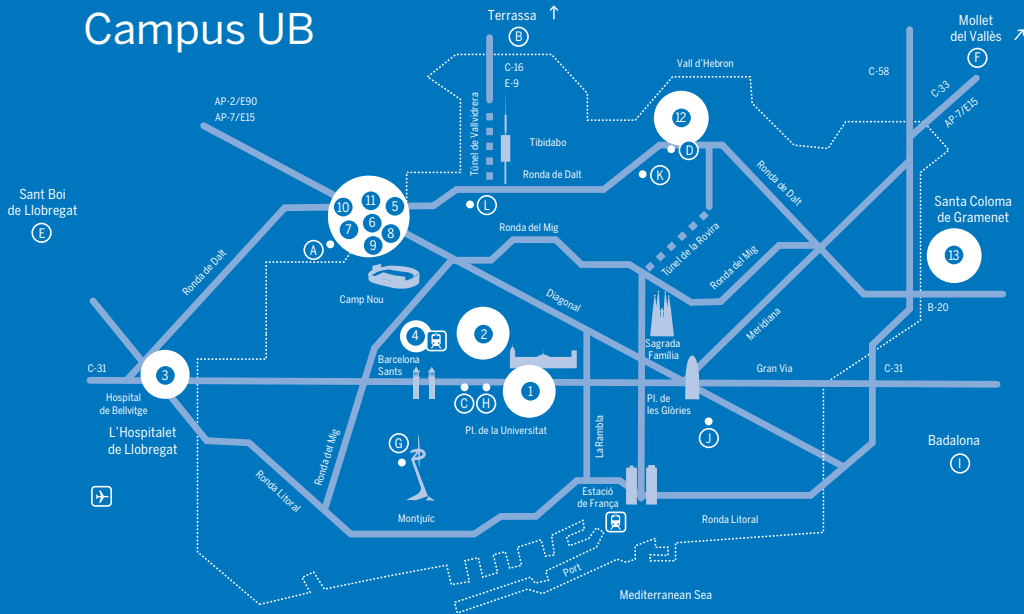 Campus UB
Terrassa ↑
B
Mollet
del Vallès ↗
F
C-16
E-9
Vall d'Hebron
C-58
C-33
AP-7/E15
AP-2/E90
AP-7/E15
Túnel de Vallvidrera
Tibidabo
12
D
K
Ronda de Dalt
Ronda de Dalt
Sant Boi
de Llobregat
E
10
11
5
7
6
8
9
A
L
Ronda del Mig
Túnel de la Rovira
Ronda del Mig
Santa Coloma
de Gramenet
13
Ronda de Dalt
Camp Nou
Diagonal
Meridiana
B-20
4
2
Sagrada
Família
Barcelona
Sants
C-31
3
Hospital
de Bellvitge
1
C
H
Pl. de la Universitat
Pl. de
les Glòries
Gran Via
C-31
L'Hospitalet
de Llobregat
Ronda del Mig
G
La Rambla
J
Badalona
I
Ronda Litoral
Montjuïc
Estació
de França
Ronda Litoral
Port
Mediterranean Sea